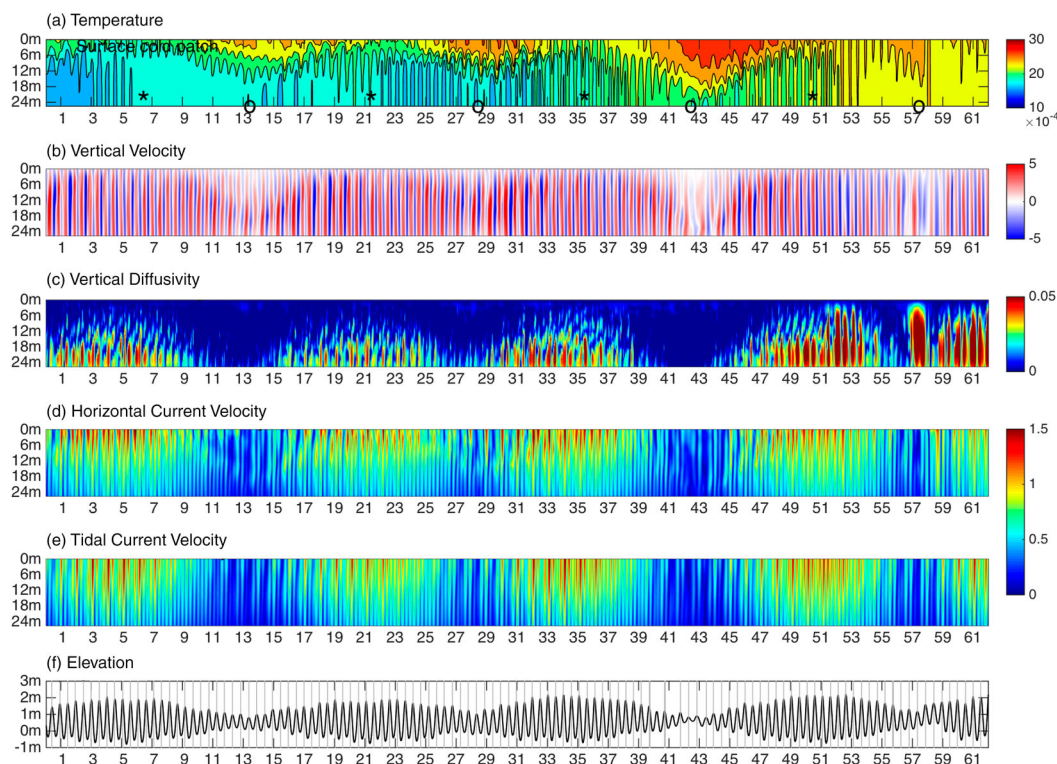 (a) Temperature
Surface cold patch
0m
6m
12m
18m
24m
* * * *
O O O O O
1 3 5 7 9 11 13 15 17 19 21 23 25 27 29 31 33 35 37 39 41 43 45 47 49 51 53 55 57 59 61
30
20
10
×10-4
(b) Vertical Velocity
0m
6m
12m
18m
24m
1 3 5 7 9 11 13 15 17 19 21 23 25 27 29 31 33 35 37 39 41 43 45 47 49 51 53 55 57 59 61
5
0
-5
(c) Vertical Diffusivity
0m
6m
12m
18m
24m
1 3 5 7 9 11 13 15 17 19 21 23 25 27 29 31 33 35 37 39 41 43 45 47 49 51 53 55 57 59 61
0.05
0
(d) Horizontal Current Velocity
0m
6m
12m
18m
24m
1 3 5 7 9 11 13 15 17 19 21 23 25 27 29 31 33 35 37 39 41 43 45 47 49 51 53 55 57 59 61
1.5
1
0.5
0
(e) Tidal Current Velocity
0m
6m
12m
18m
24m
1 3 5 7 9 11 13 15 17 19 21 23 25 27 29 31 33 35 37 39 41 43 45 47 49 51 53 55 57 59 61
(f) Elevation
3m
2m
1m
0m
-1m
1 3 5 7 9 11 13 15 17 19 21 23 25 27 29 31 33 35 37 39 41 43 45 47 49 51 53 55 57 59 61